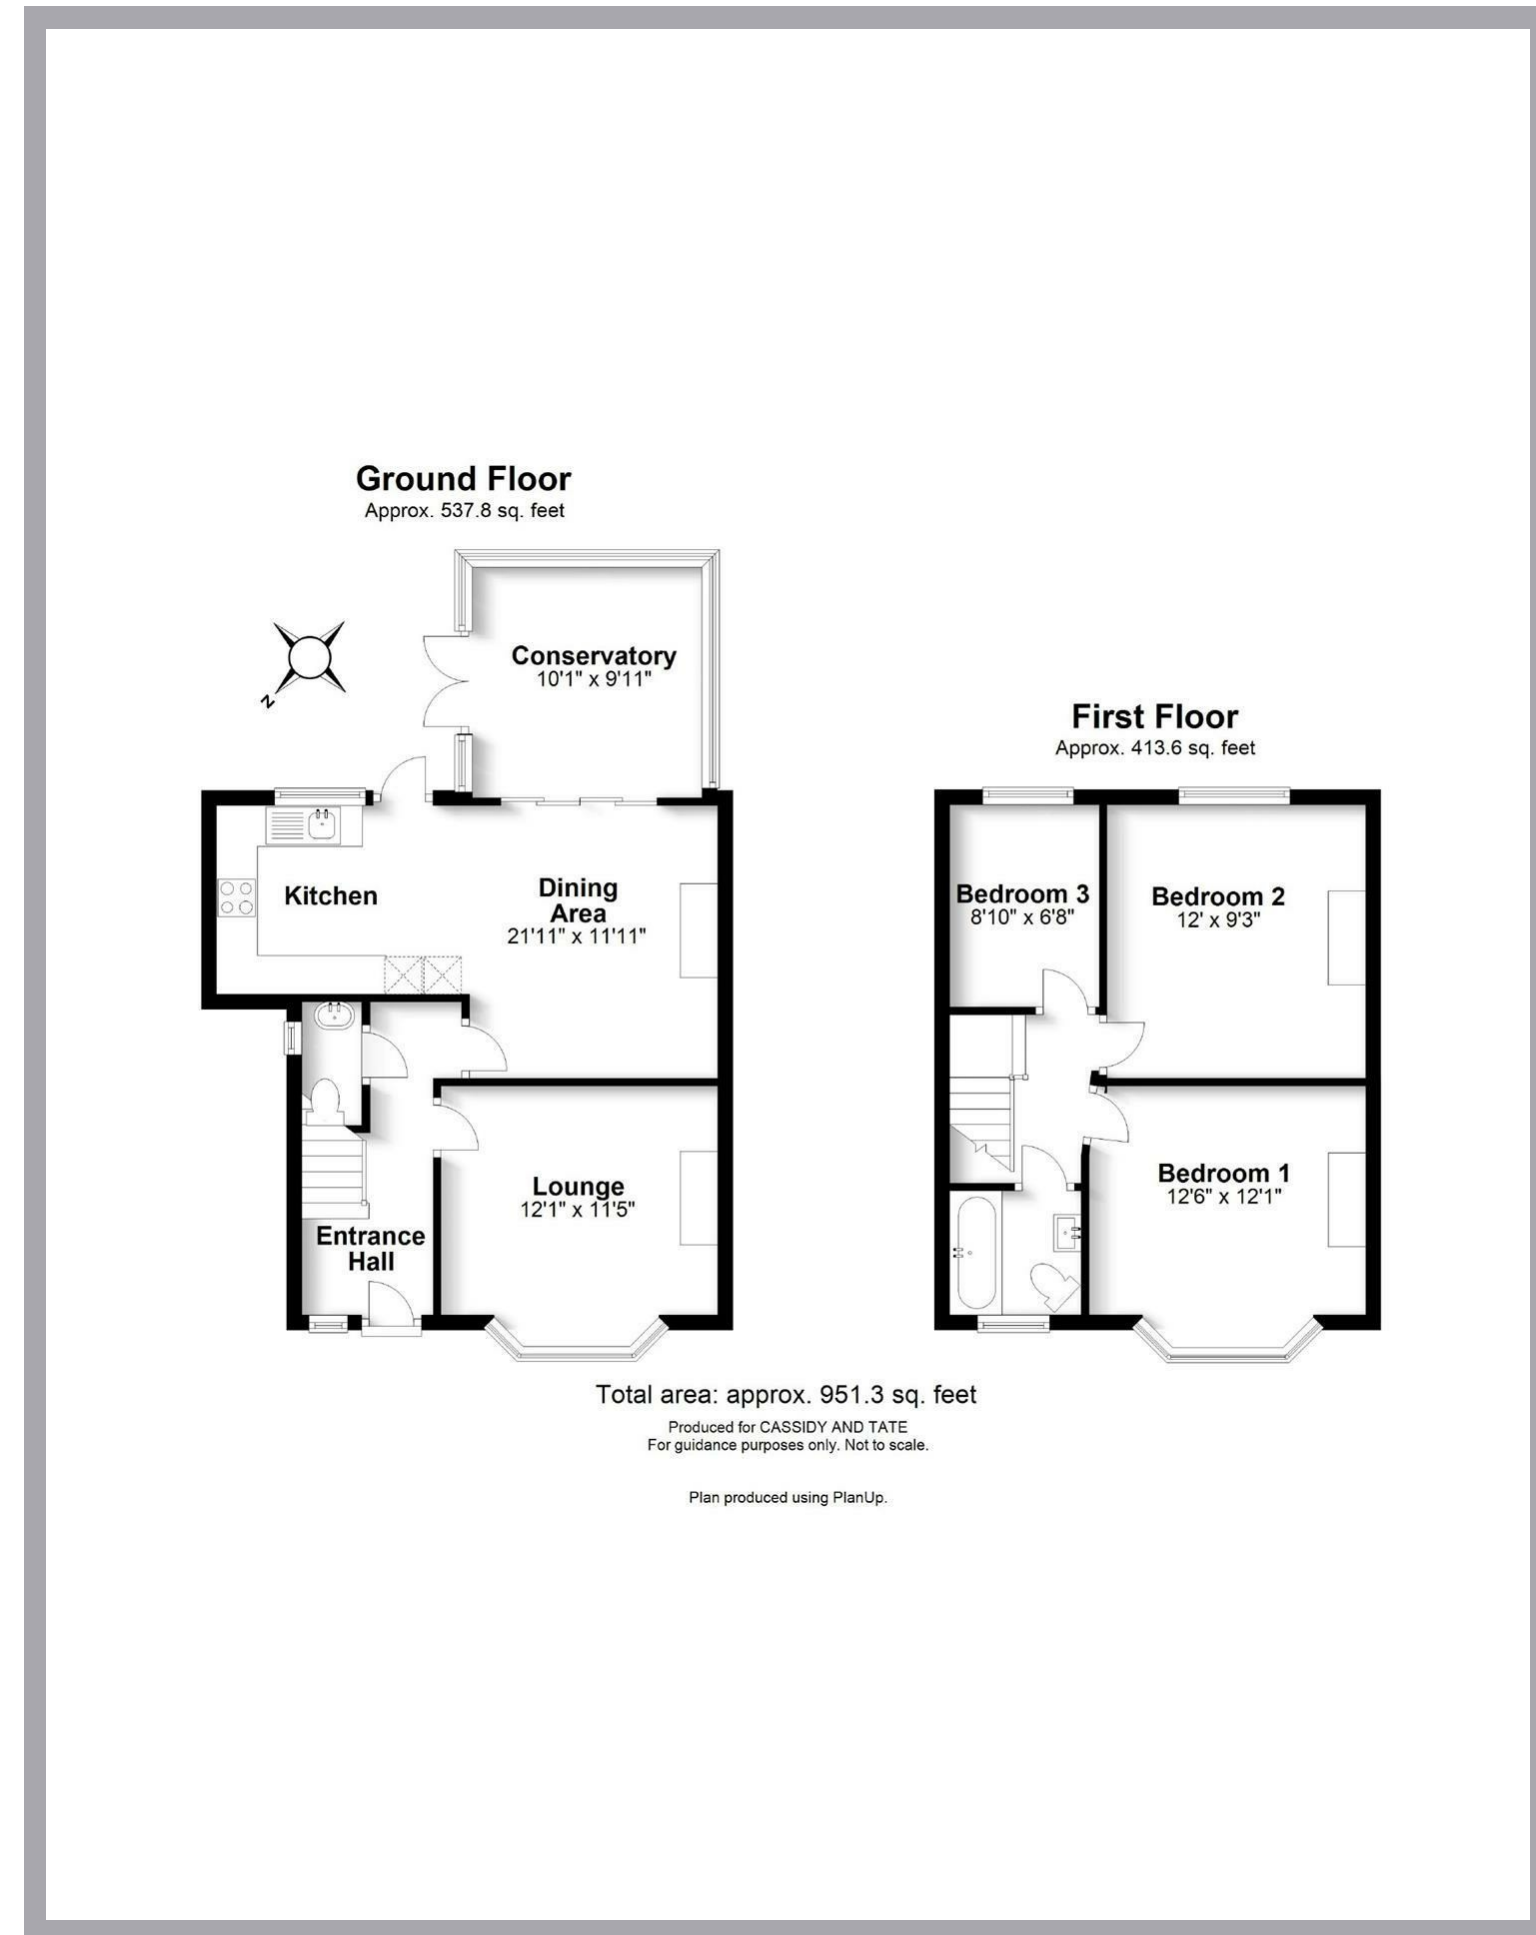 Ground Floor
Approx. 537.8 sq. feet
Conservatory
10'1" x 9'11"
N
Kitchen
Dining
Area
21'11" x 11'11"
Lounge
12'1" x 11'5"
Entrance
Hall
First Floor
Approx. 413.6 sq. feet
Bedroom 3
8'10" x 6'8"
Bedroom 2
12' x 9'3"
Bedroom 1
12'6" x 12'1"
Total area: approx. 951.3 sq. feet
Produced for CASSIDY AND TATE
For guidance purposes only. Not to scale.
Plan produced using PlanUp.